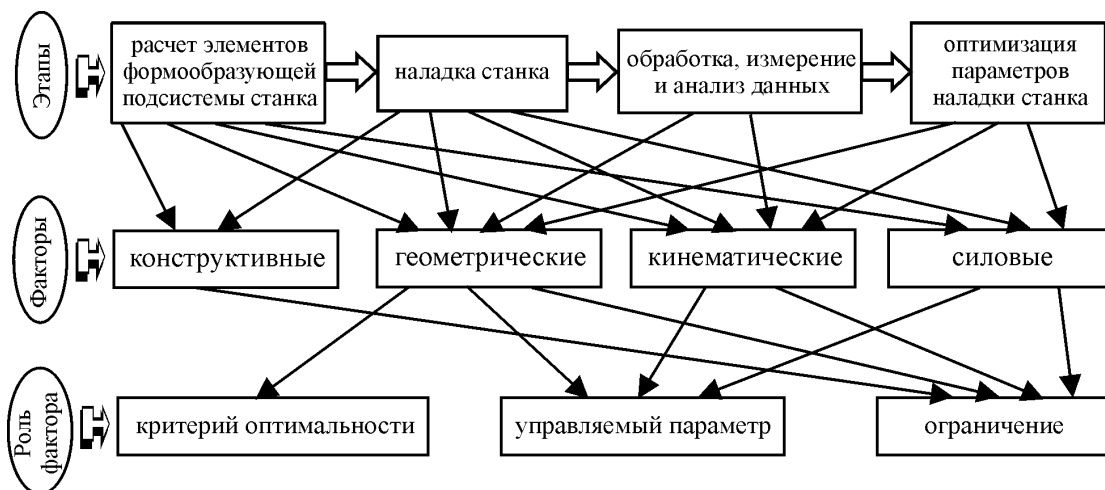 Этапы
расчет элементов
формообразующей
подсистемы станка
наладка станка
обработка, измерение
и анализ данных
оптимизация
параметров
наладки станка
Факторы
конструктивные
геометрические
кинематические
силовые
Роль
фактора
критерий оптимальности
управляемый параметр
ограничение